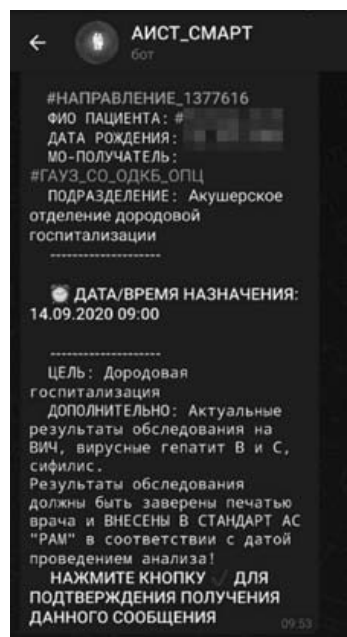 АИСТ_СМАРТ
бот
#НАПРАВЛЕНИЕ_1377616
ФИО ПАЦИЕНТА: #
ДАТА РОЖДЕНИЯ:
МО-ПОЛУЧАТЕЛЬ:
#ГАУЗ_СО_ОДКБ_ОПЦ
ПОДРАЗДЕЛЕНИЕ: Акушерское
отделение дородовой
госпитализации
--------------------
⏰ ДАТА/ВРЕМЯ НАЗНАЧЕНИЯ:
14.09.2020 09:00
--------------------
ЦЕЛЬ: Дородовая
госпитализация
ДОПОЛНИТЕЛЬНО: Актуальные
результаты обследования на
ВИЧ, вирусные гепатит В и С,
сифилис.
Результаты обследования
должны быть заверены печатью
врача и ВНЕСЕНЫ В СТАНДАРТ АС
"РАМ" в соответствии с датой
проведением анализа!
НАЖМИТЕ КНОПКУ ✓ ДЛЯ
ПОДТВЕРЖДЕНИЯ ПОЛУЧЕНИЯ
ДАННОГО СООБЩЕНИЯ 09:53